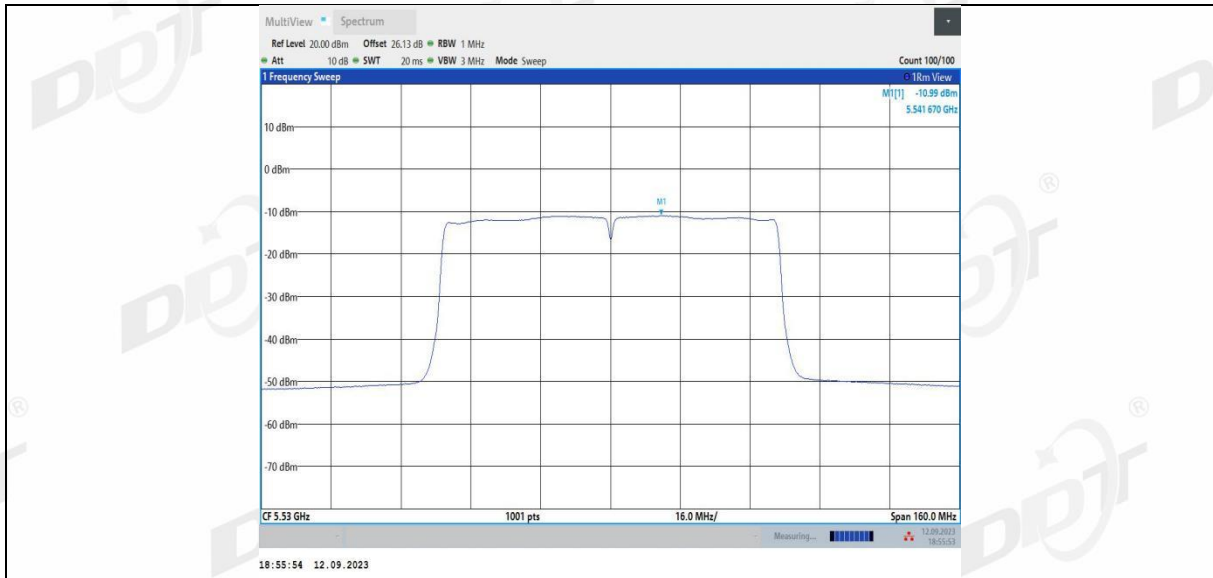 MultiView Spectrum
Ref Level 20.00 dBm Offset 26.13 dB RBW 1 MHz
Att 10 dB SWT 20 ms VBW 3 MHz Mode Sweep Count 100/100
1 Frequency Sweep 1Rm View
M1[1] -10.99 dBm
5.541 670 GHz
10 dBm
0 dBm
M1
-10 dBm
-20 dBm
-30 dBm
-40 dBm
-50 dBm
-60 dBm
-70 dBm
CF 5.53 GHz 1001 pts 16.0 MHz/ Span 160.0 MHz
Measuring... 12.09.2023
18:55:53
18:55:54 12.09.2023
DDT
®